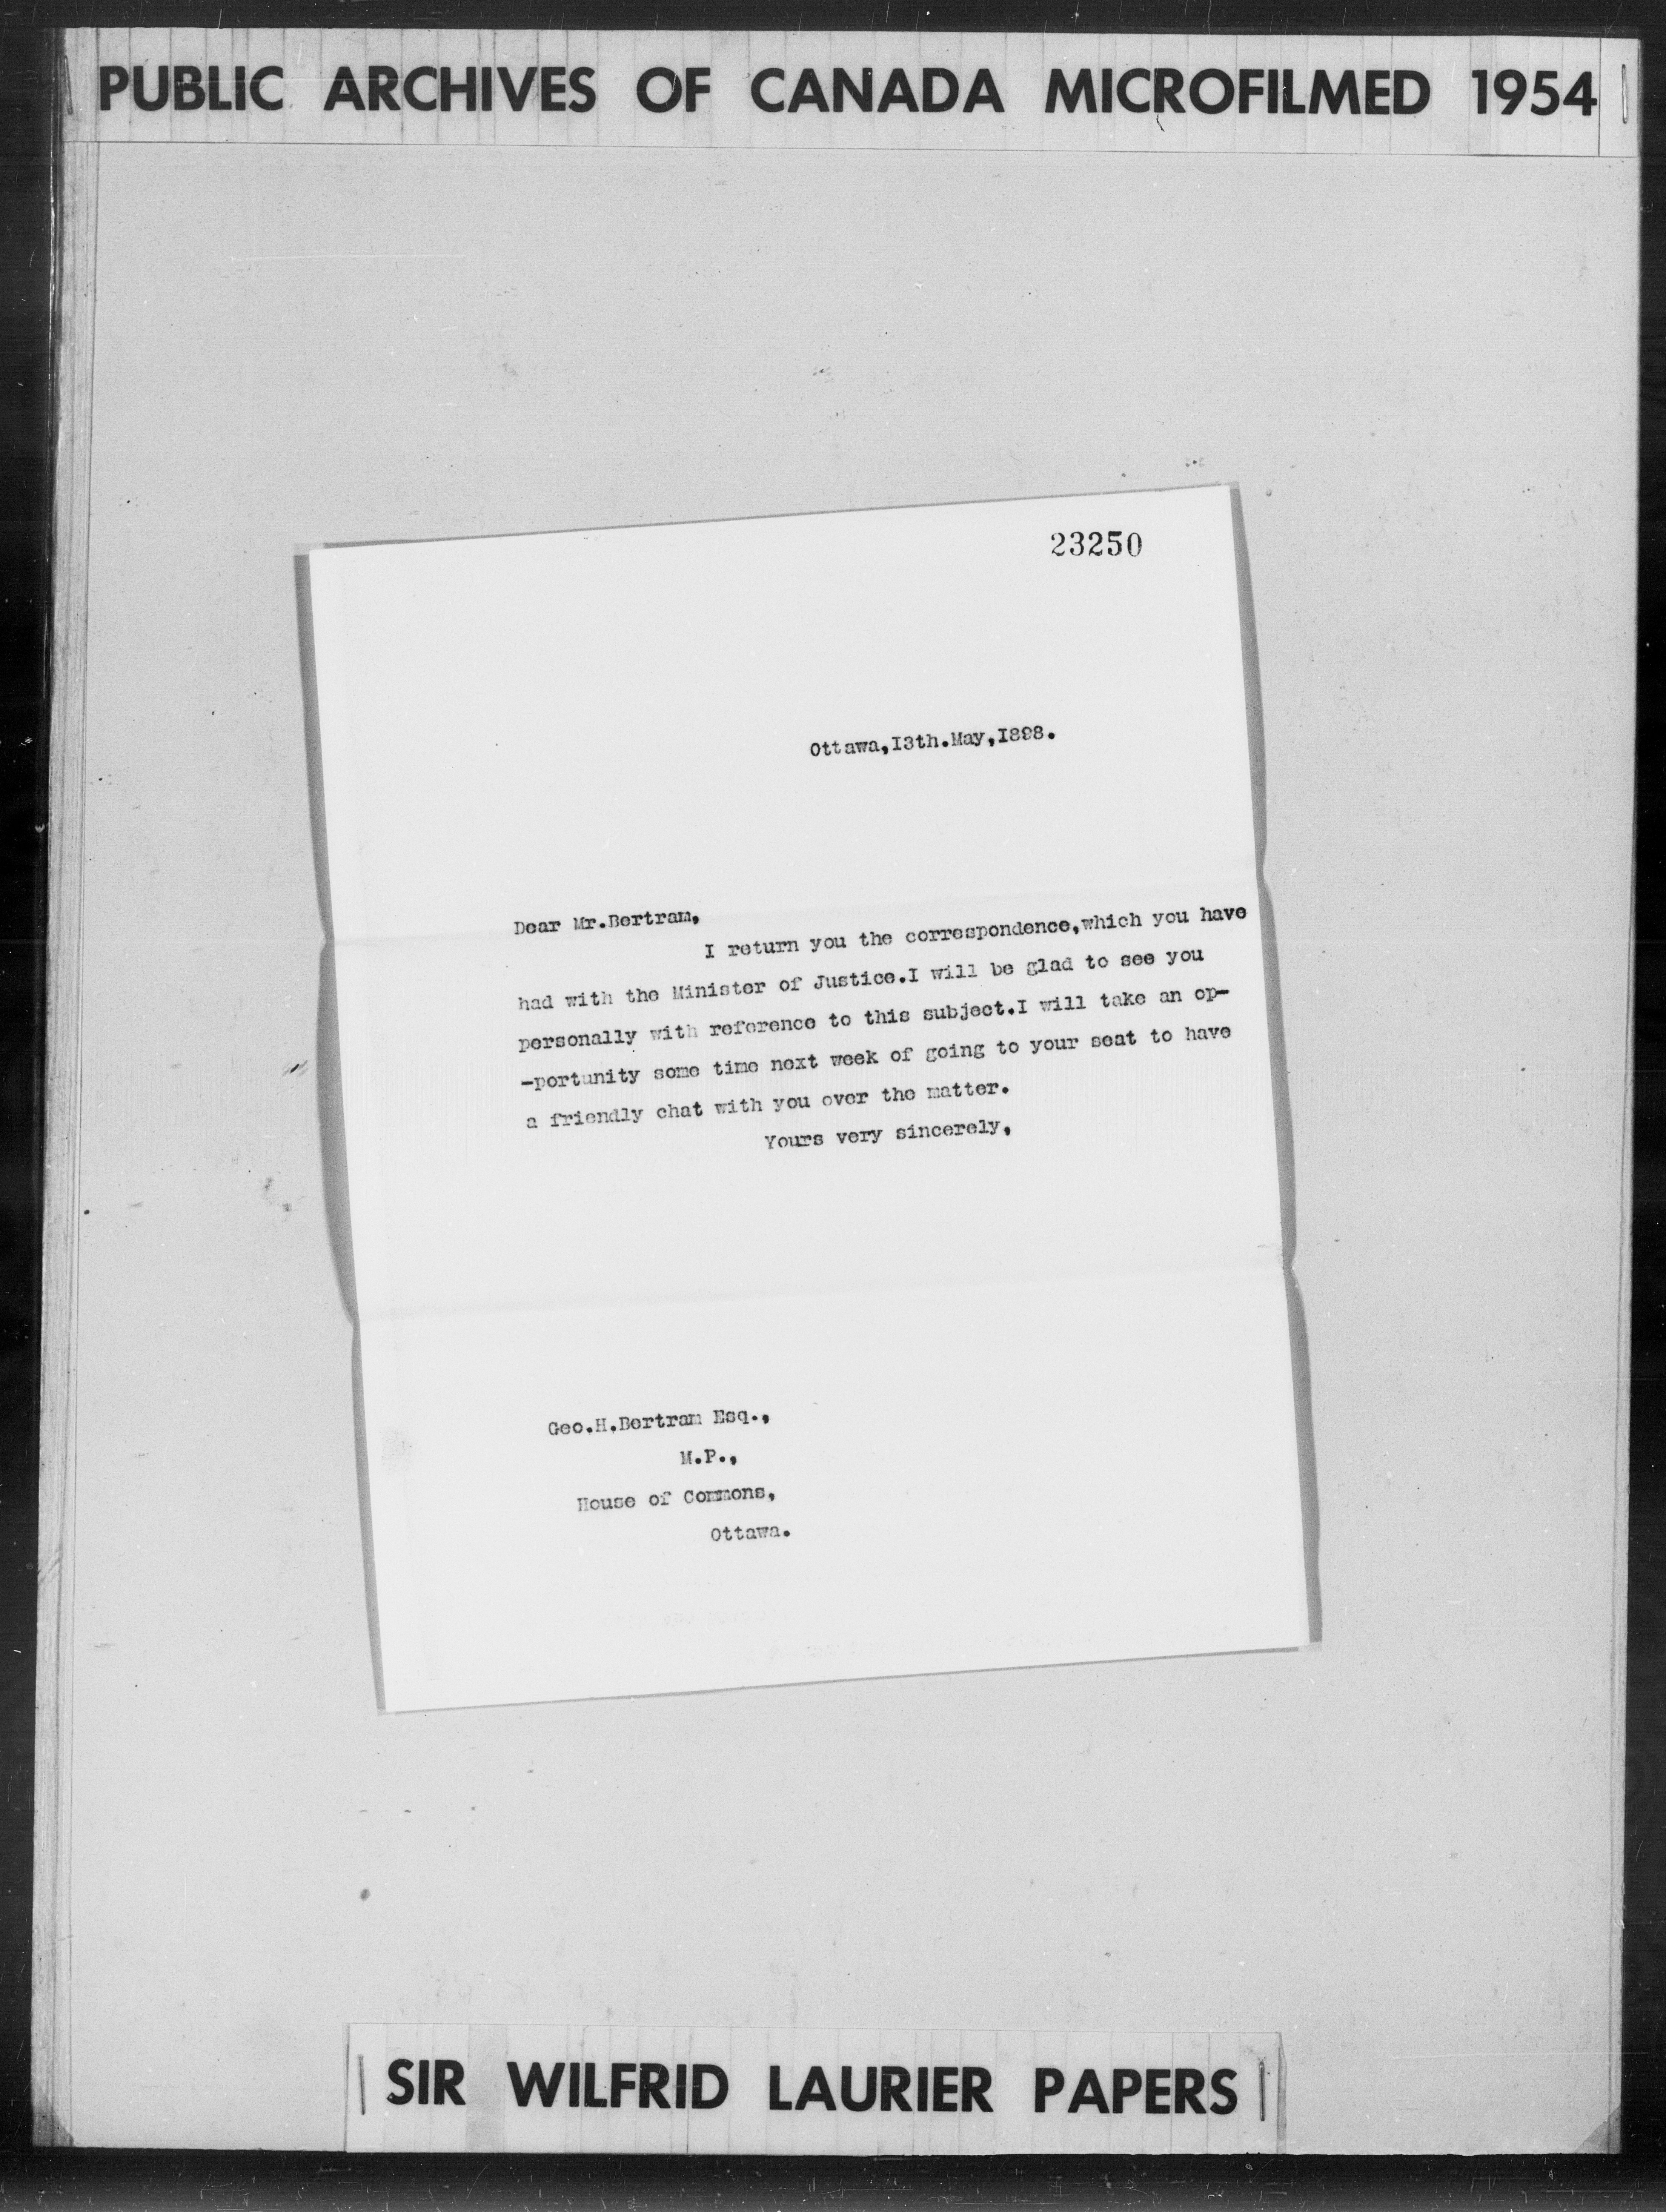 PUBLIC ARCHIVES OF CANADA MICROFILMED 1954
23250
Ottawa,I3th.May,I898.
Dear Mr.Bertram,
I return you the correspondence,which you have
had with the Minister of Justice.I will be glad to see you
personally with reference to this subject.I will take an op-
-portunity some time next week of going to your seat to have
a friendly chat with you over the matter.
Yours very sincerely,
Geo.H.Bertram Esq.,
M.P.,
House of Commons,
Ottawa.
SIR WILFRID LAURIER PAPERS